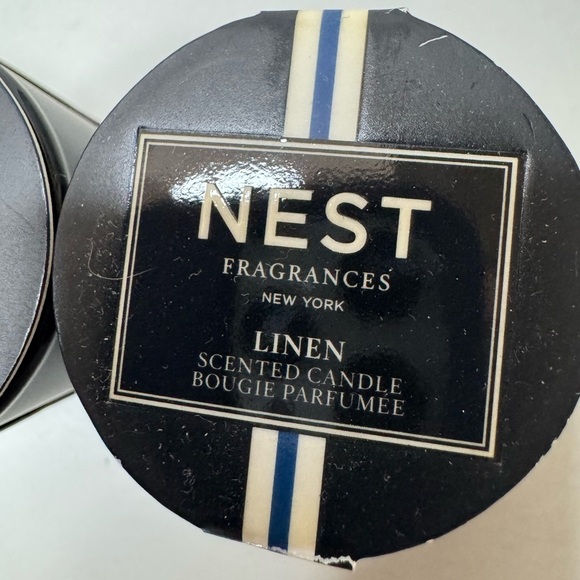 NEST
FRAGRANCES
NEW YORK
LINEN
SCENTED CANDLE
BOUGIE PARFUMÉE